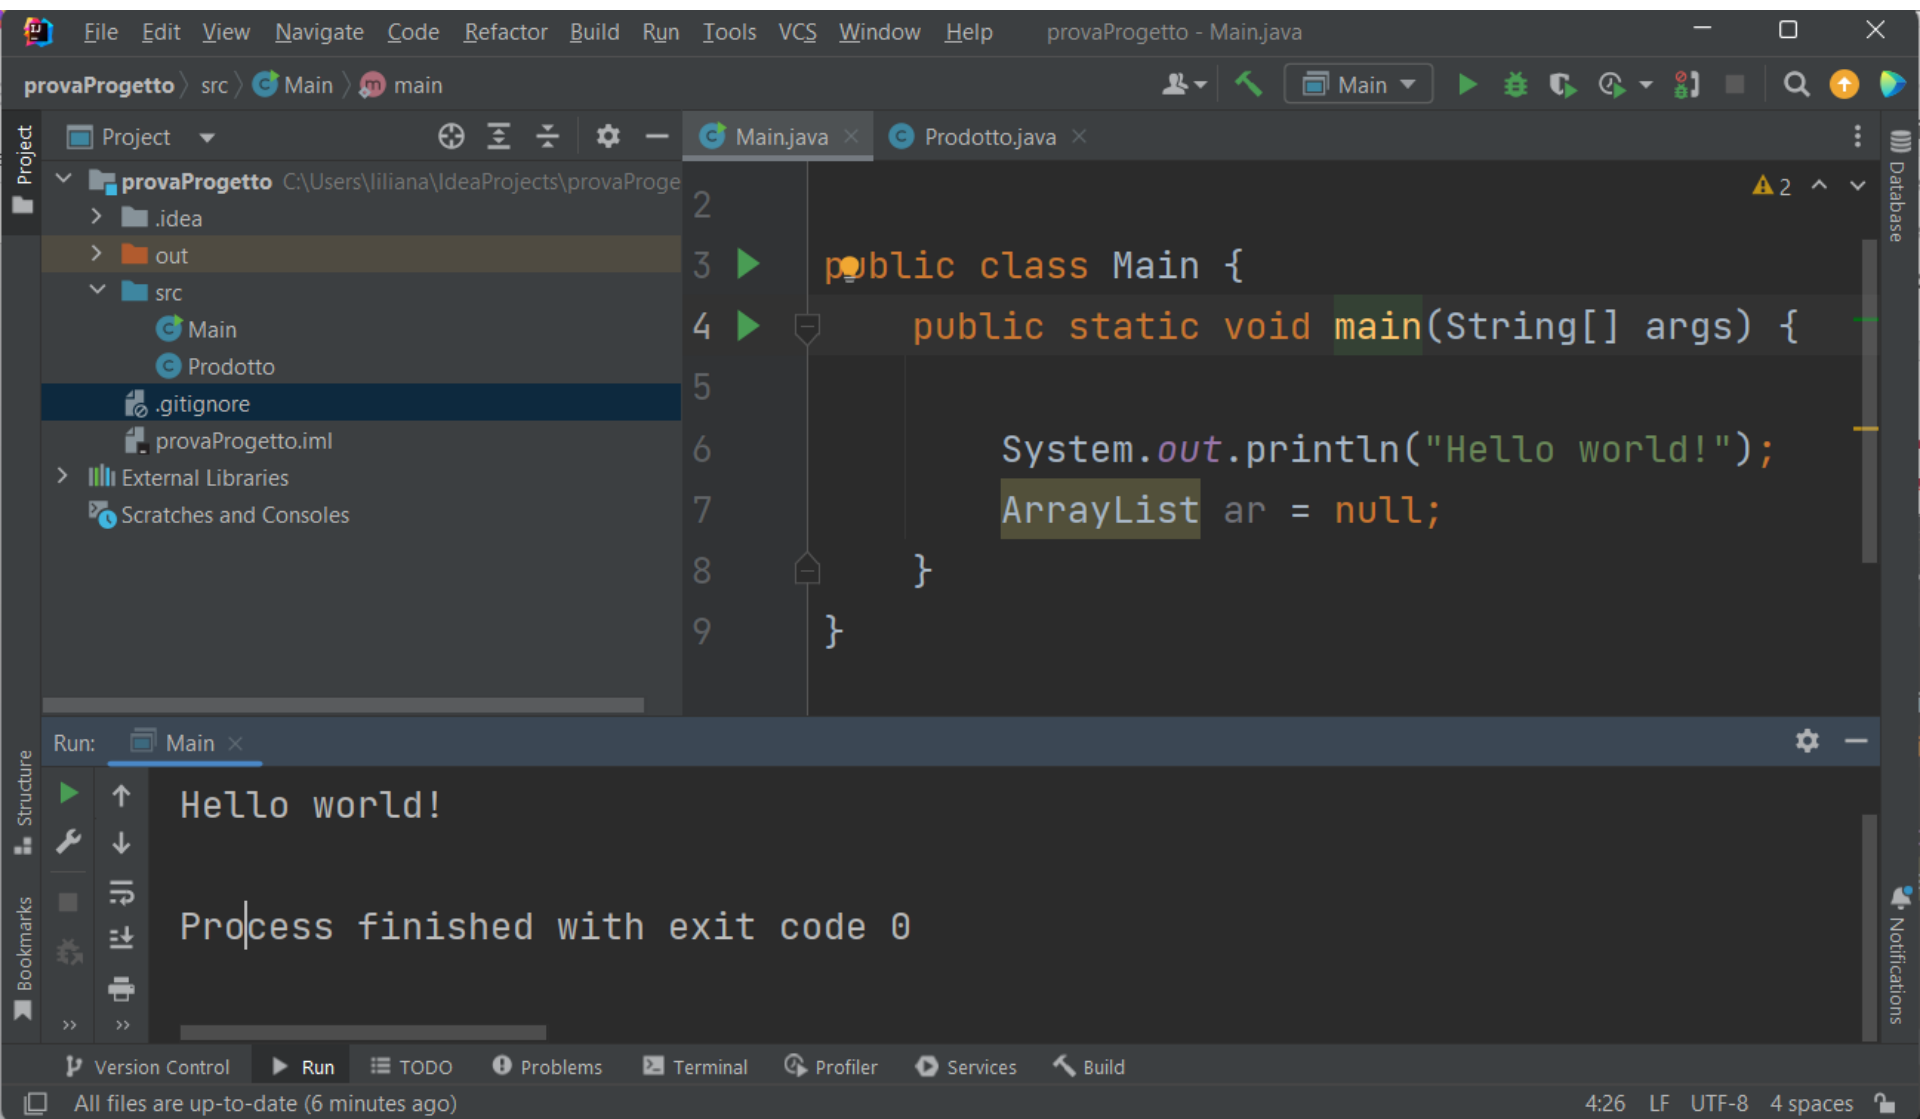 File Edit View Navigate Code Refactor Build Run Tools VCS Window Help provaProgetto - Main.java
provaProgetto src Main main
Main
Project
Project
Main.java
Prodotto.java
provaProgetto C:\Users\liliana\IdeaProjects\provaProge
.idea
out
src
Main
Prodotto
.gitignore
provaProgetto.iml
External Libraries
Scratches and Consoles
2
2
3 public class Main {
4 public static void main(String[] args) {
5
6 System.out.println("Hello world!");
7 ArrayList ar = null;
8 }
9 }
Database
Run: Main
Structure
Bookmarks
Hello world!
Process finished with exit code 0
Notifications
Version Control Run TODO Problems Terminal Profiler Services Build
All files are up-to-date (6 minutes ago) 4:26 LF UTF-8 4 spaces